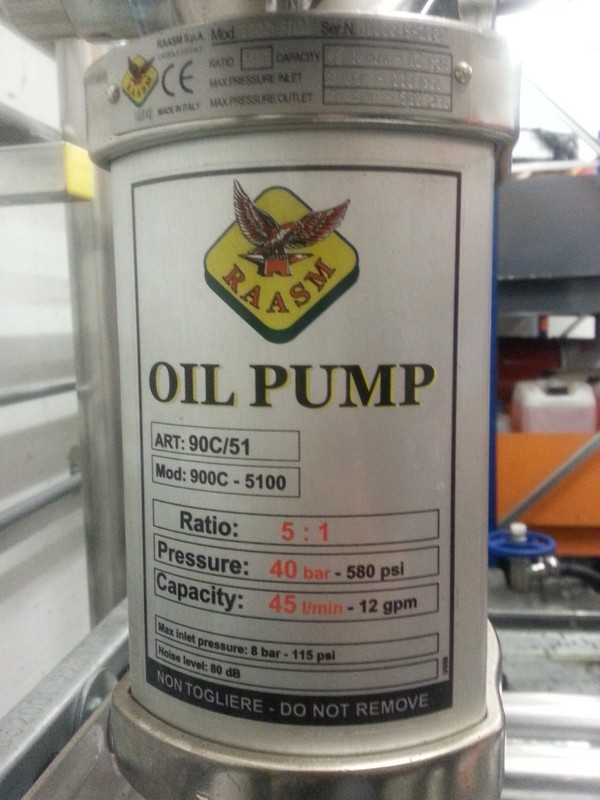 RAASM S.p.A.
Mod.
Ser.N.
RATIO
CAPACITY
MAX PRESSURE INLET
MAX PRESSURE OUTLET
RAASM
CE
MADE IN ITALY
RAASM
OIL PUMP
ART: 90C/51
Mod: 900C - 5100
Ratio: 5 : 1
Pressure: 40 bar - 580 psi
Capacity: 45 l/min - 12 gpm
Max inlet pressure: 8 bar - 115 psi
Noise level: 80 dB
NON TOGLIERE - DO NOT REMOVE